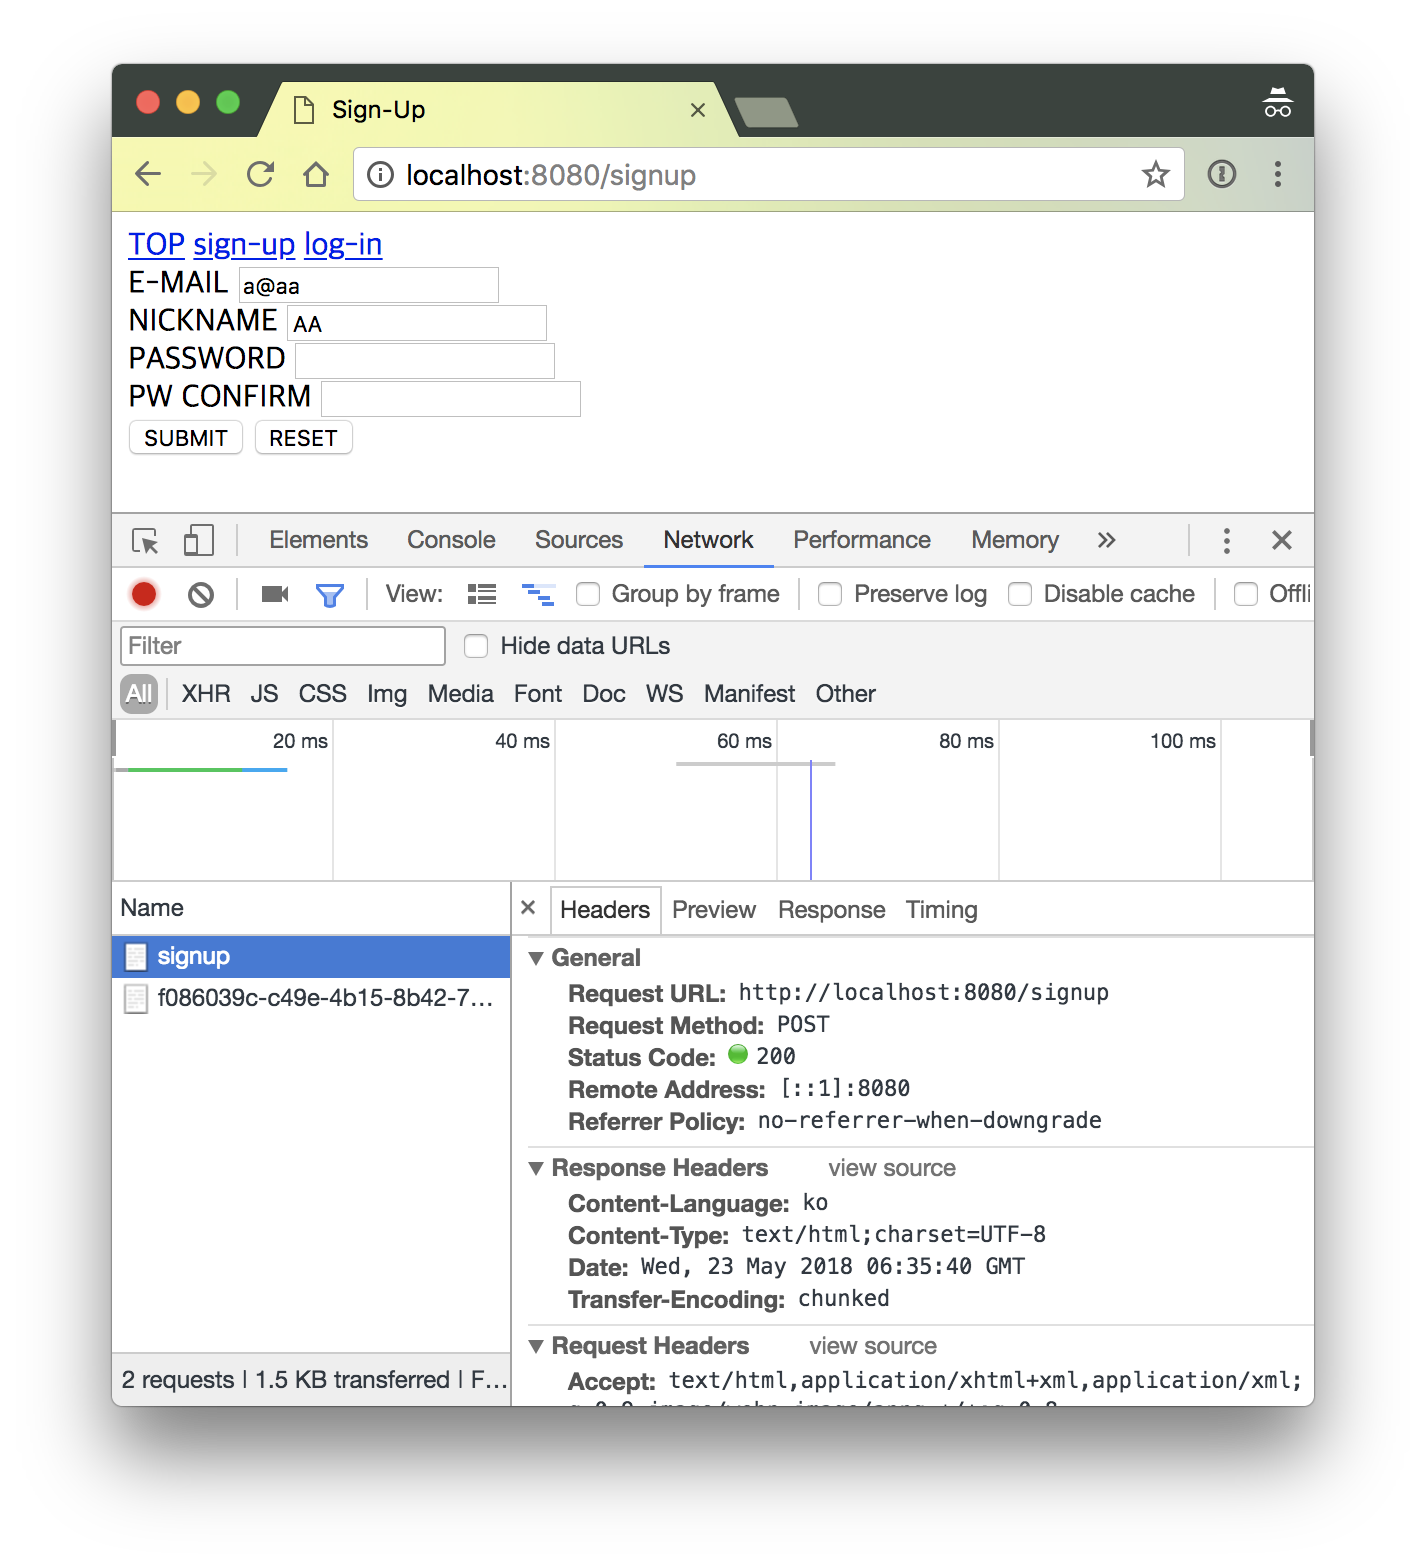 Sign-Up
localhost:8080/signup
TOP sign-up log-in
E-MAIL a@aa
NICKNAME AA
PASSWORD
PW CONFIRM
SUBMIT RESET
Elements Console Sources Network Performance Memory
View: Group by frame Preserve log Disable cache Offli
Filter Hide data URLs
All XHR JS CSS Img Media Font Doc WS Manifest Other
20 ms 40 ms 60 ms 80 ms 100 ms
Name
signup
f086039c-c49e-4b15-8b42-7...
2 requests | 1.5 KB transferred | F...
Headers Preview Response Timing
General
Request URL: http://localhost:8080/signup
Request Method: POST
Status Code: 200
Remote Address: [::1]:8080
Referrer Policy: no-referrer-when-downgrade
Response Headers view source
Content-Language: ko
Content-Type: text/html;charset=UTF-8
Date: Wed, 23 May 2018 06:35:40 GMT
Transfer-Encoding: chunked
Request Headers view source
Accept: text/html,application/xhtml+xml,application/xml;